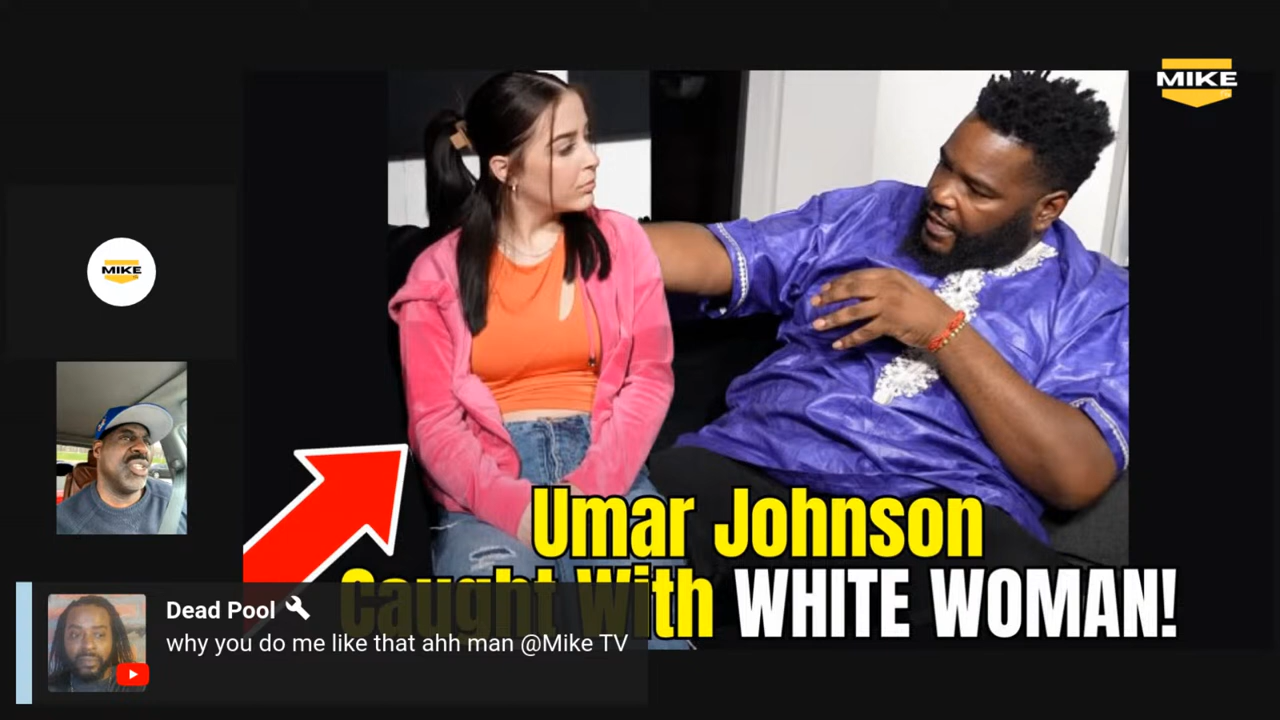 MIKE
MIKE
Umar Johnson
Caught With WHITE WOMAN!
Dead Pool
why you do me like that ahh man @Mike TV